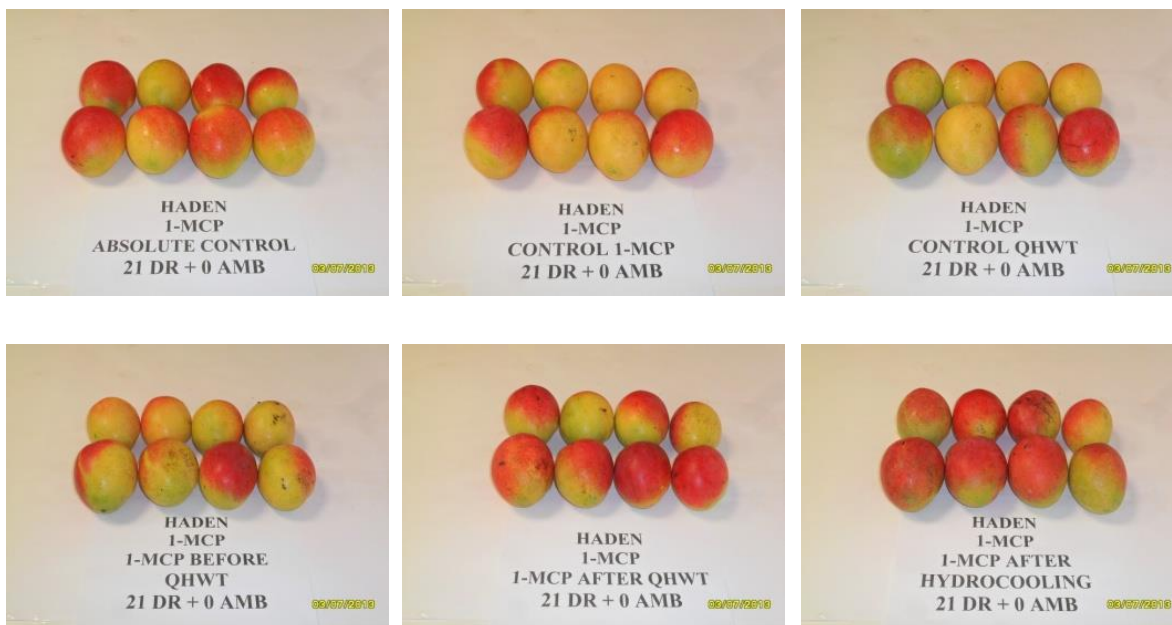 HADEN
1-MCP
ABSOLUTE CONTROL
21 DR + 0 AMB
03/07/2013
HADEN
1-MCP
CONTROL 1-MCP
21 DR + 0 AMB
03/07/2013
HADEN
1-MCP
CONTROL QHWT
21 DR + 0 AMB
03/07/2013
HADEN
1-MCP
1-MCP BEFORE
QHWT
21 DR + 0 AMB
03/07/2013
HADEN
1-MCP
1-MCP AFTER QHWT
21 DR + 0 AMB
03/07/2013
HADEN
1-MCP
1-MCP AFTER
HYDROCOOLING
21 DR + 0 AMB
03/07/2013